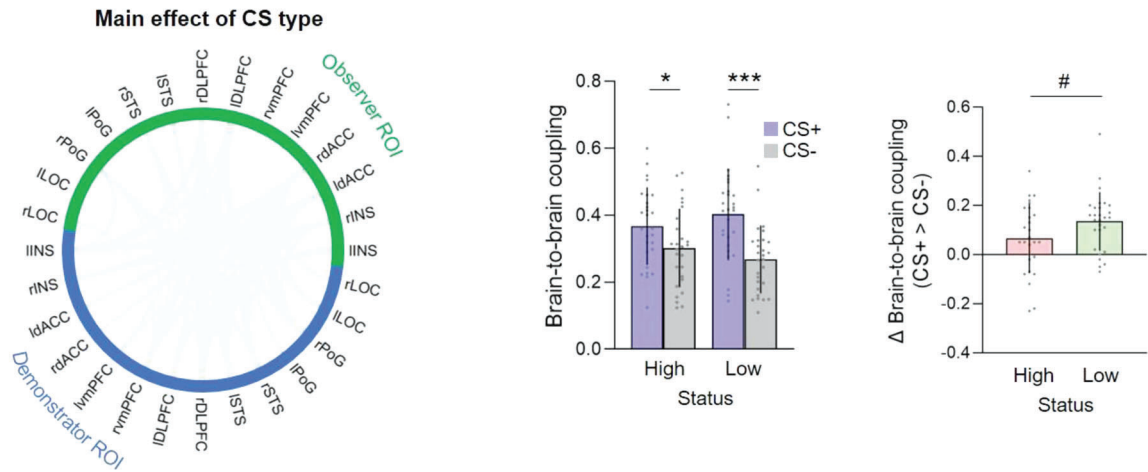 Main effect of CS type
Observer ROI
rDLPFC
lDLPFC
rvmPFC
lvmPFC
rdACC
ldACC
rINS
lINS
rLOC
lLOC
rPoG
lPoG
rSTS
lSTS
rDLPFC
lDLPFC
rvmPFC
lvmPFC
rdACC
ldACC
rINS
lINS
rLOC
lLOC
rPoG
lPoG
rSTS
lSTS
Demonstrator ROI
Brain-to-brain coupling
0.8
0.6
0.4
0.2
0.0
*
***
CS+
CS-
High Low
Status
Δ Brain-to-brain coupling
(CS+ > CS-)
0.6
0.4
0.2
0.0
-0.2
-0.4
#
High Low
Status